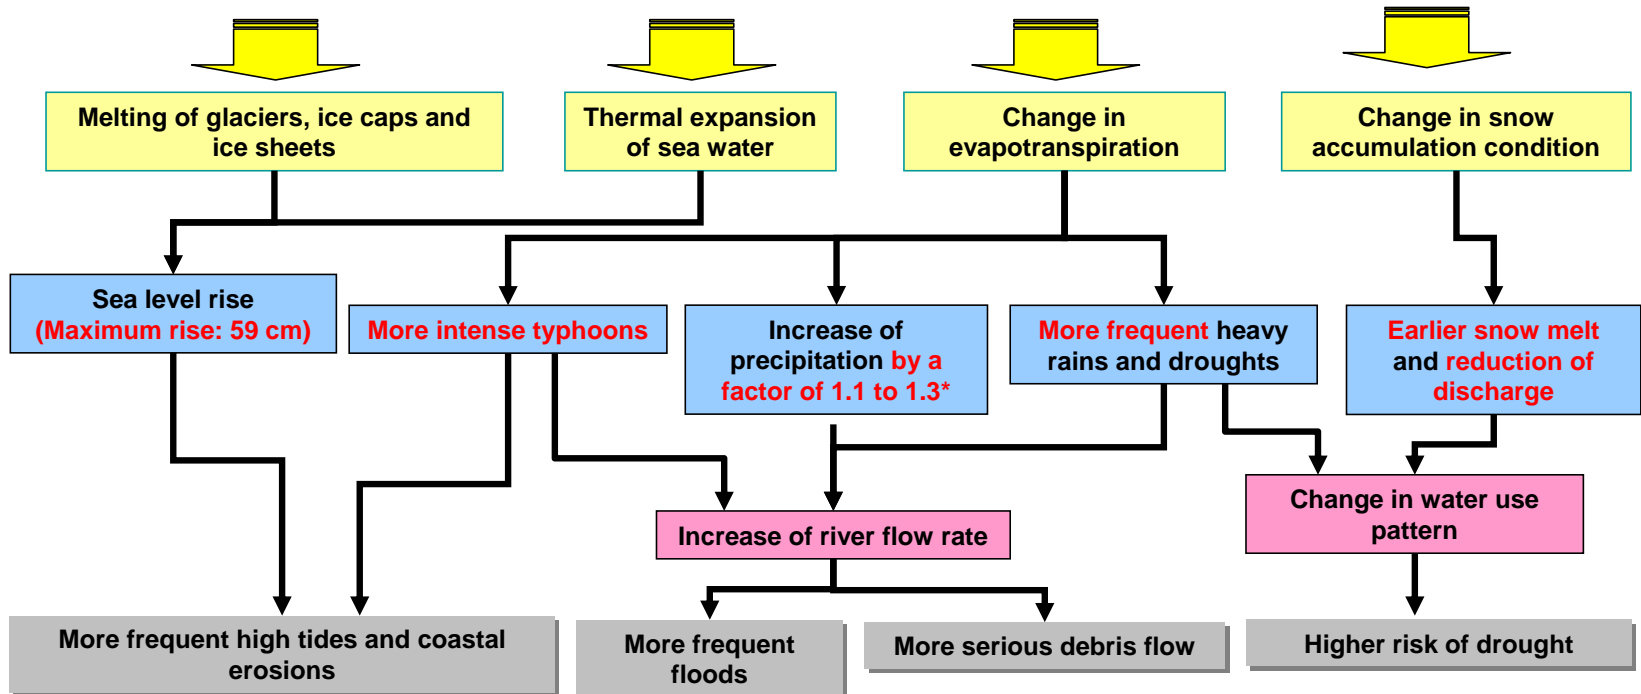 Melting of glaciers, ice caps and
ice sheets
Thermal expansion
of sea water
Change in
evapotranspiration
Change in snow
accumulation condition
Sea level rise
(Maximum rise: 59 cm)
More intense typhoons
Increase of
precipitation by a
factor of 1.1 to 1.3*
More frequent heavy
rains and droughts
Earlier snow melt
and reduction of
discharge
Increase of river flow rate
Change in water use
pattern
More frequent high tides and coastal
erosions
More frequent
floods
More serious debris flow
Higher risk of drought